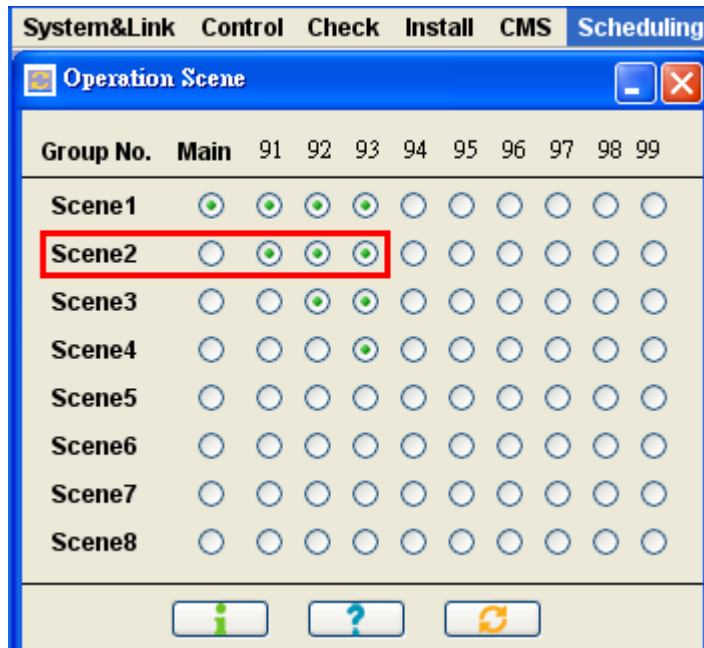 System&Link Control Check Install CMS Scheduling
Operation Scene
Group No. Main 91 92 93 94 95 96 97 98 99
Scene1
Scene2
Scene3
Scene4
Scene5
Scene6
Scene7
Scene8
i ?